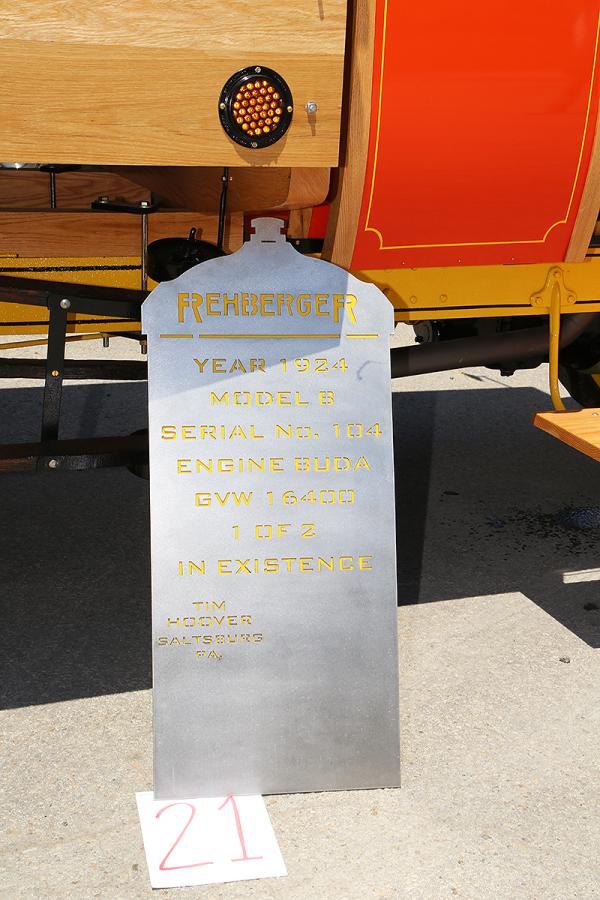 FREHBERGER
YEAR 1924
MODEL B
SERIAL No. 104
ENGINE BUDA
GVW 16400
1 OF 2
IN EXISTENCE
TIM
HOOVER
SALTSBURG
PA.
21